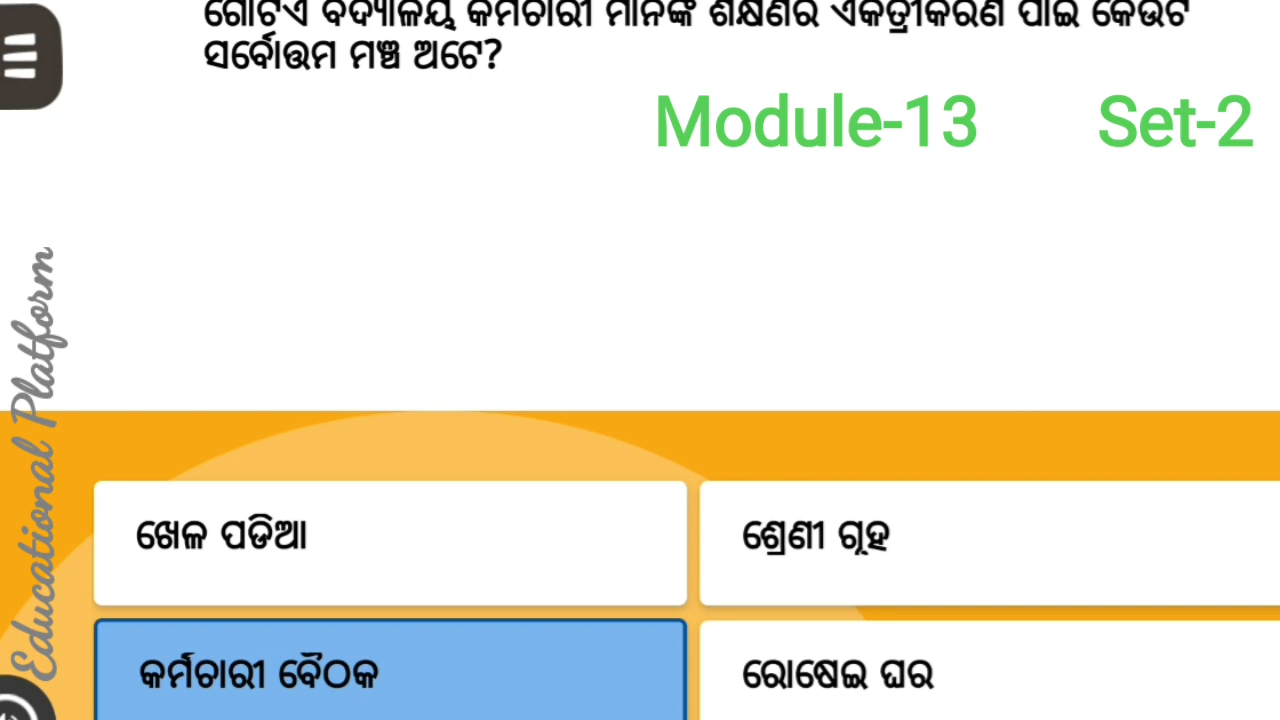 ଗୋଟିଏ ବିଦ୍ୟାଳୟ କର୍ମଚାରୀ ମାନଙ୍କ ଶିକ୍ଷଣର ଏକତ୍ରୀକରଣ ପାଇଁ କେଉଁଟି
ସର୍ବୋତ୍ତମ ମଞ୍ଚ ଅଟେ?
Module-13 Set-2
Educational Platform
ଖେଳ ପଡିଆ
ଶ୍ରେଣୀ ଗୃହ
କର୍ମଚାରୀ ବୈଠକ
ରୋଷେଇ ଘର